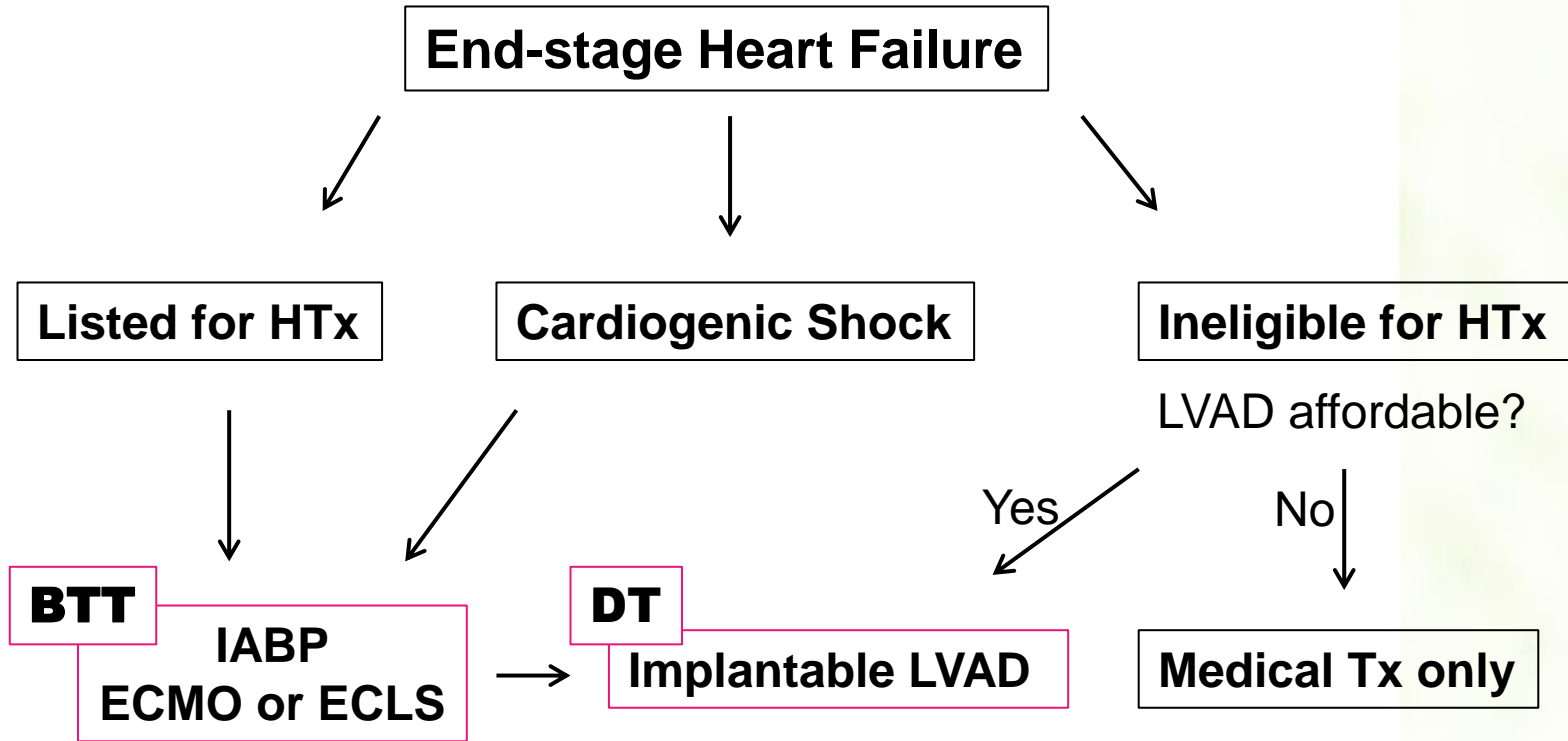 End-stage Heart Failure
Listed for HTx
Cardiogenic Shock
Ineligible for HTx
LVAD affordable?
Yes
No
BTT
IABP
ECMO or ECLS
DT
Implantable LVAD
Medical Tx only